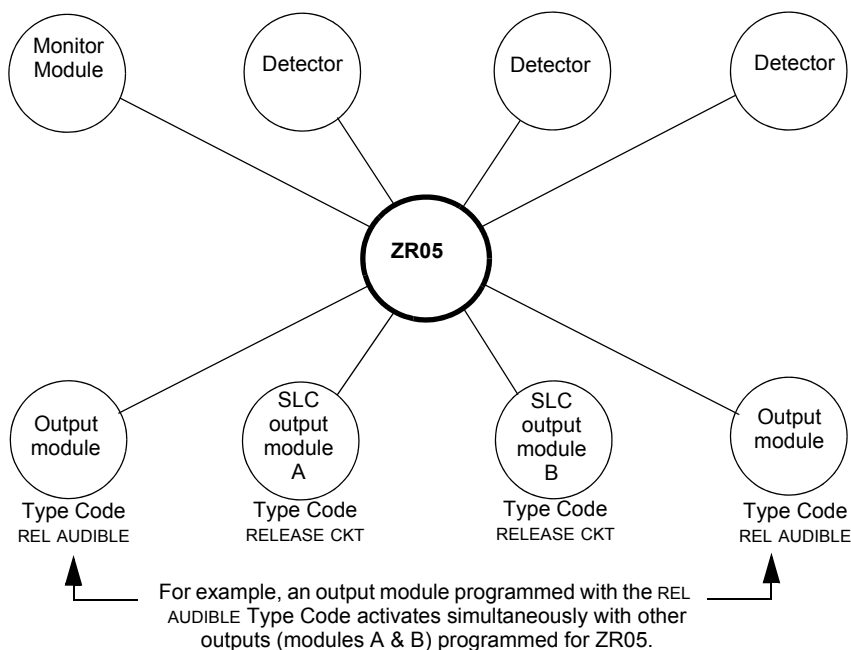 Monitor
Module
Detector
Detector
Detector
ZR05
Output
module
SLC
output
module
A
SLC
output
module
B
Output
module
Type Code
REL AUDIBLE
Type Code
RELEASE CKT
Type Code
RELEASE CKT
Type Code
REL AUDIBLE
For example, an output module programmed with the REL
AUDIBLE Type Code activates simultaneously with other
outputs (modules A & B) programmed for ZR05.